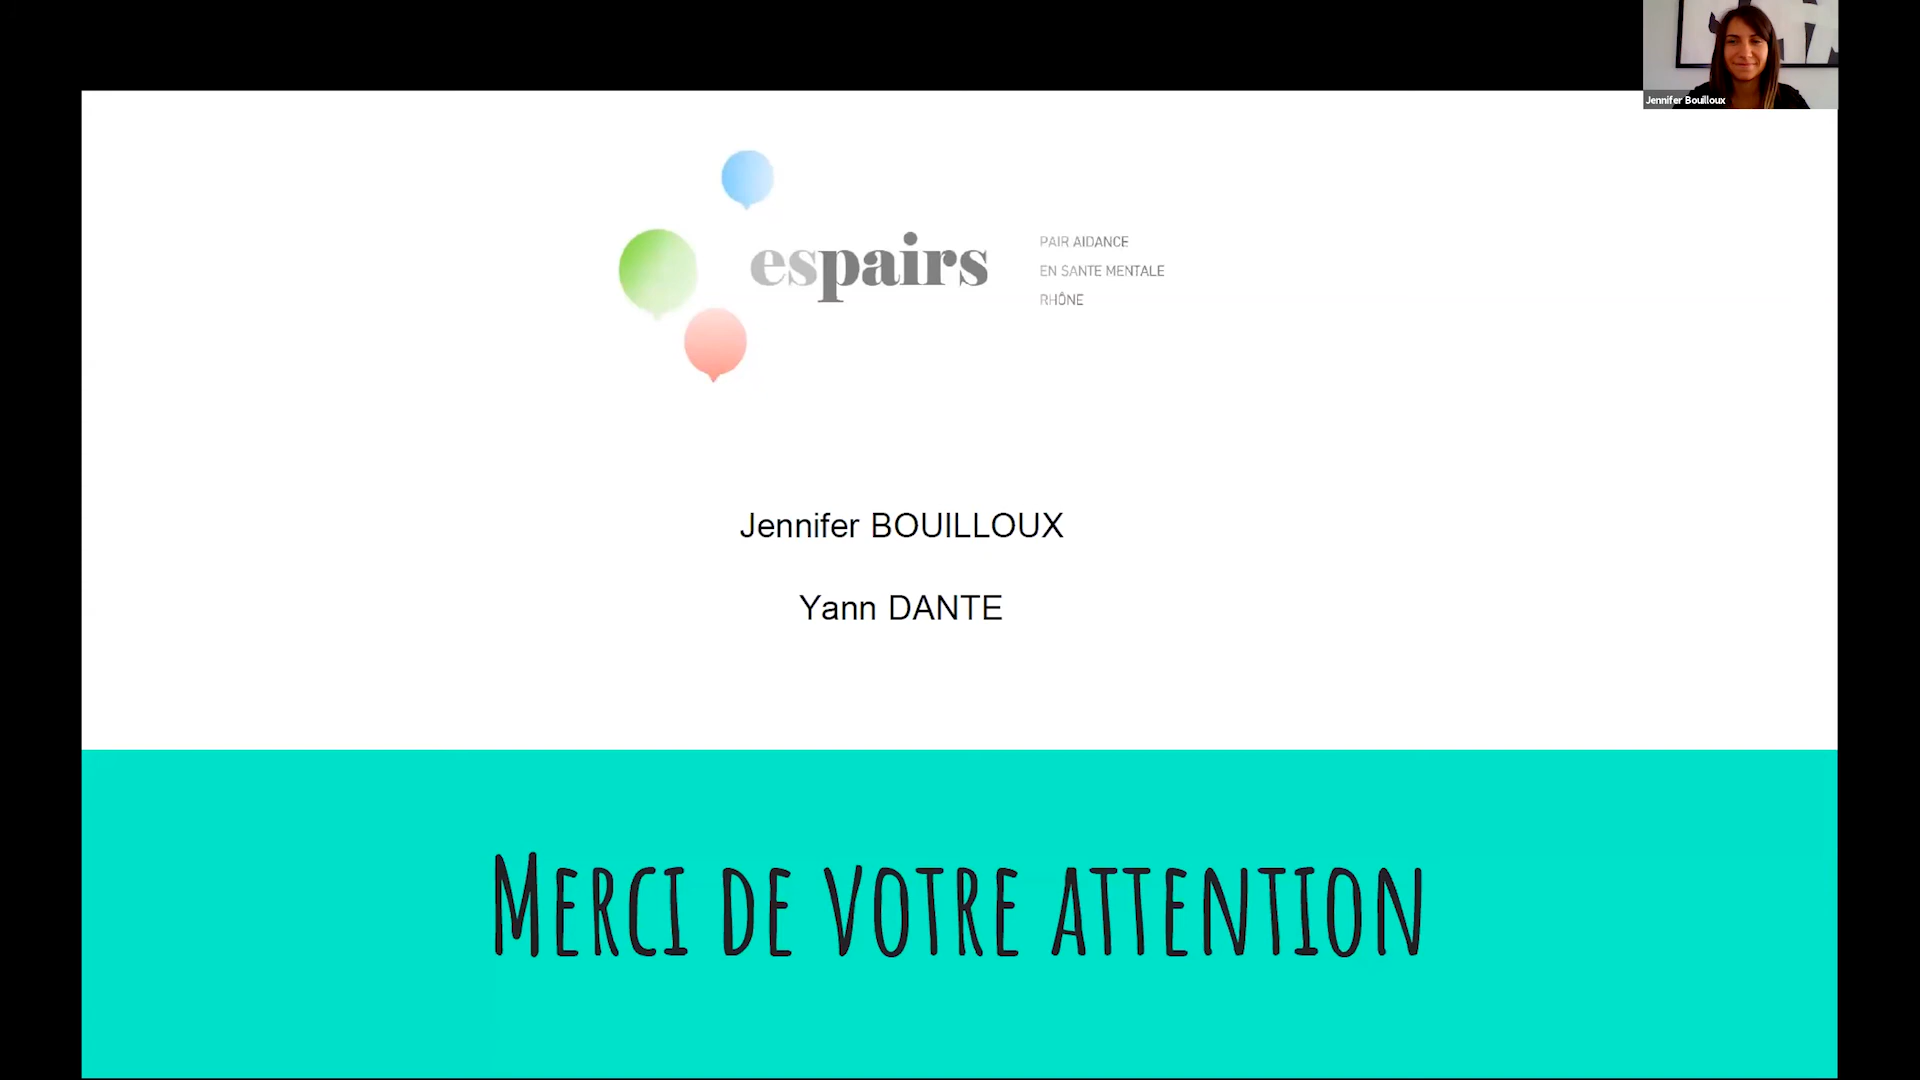 Jennifer Bouilloux
espairs
PAIR AIDANCE
EN SANTE MENTALE
RHÔNE
Jennifer BOUILLOUX
Yann DANTE
MERCI DE VOTRE ATTENTION